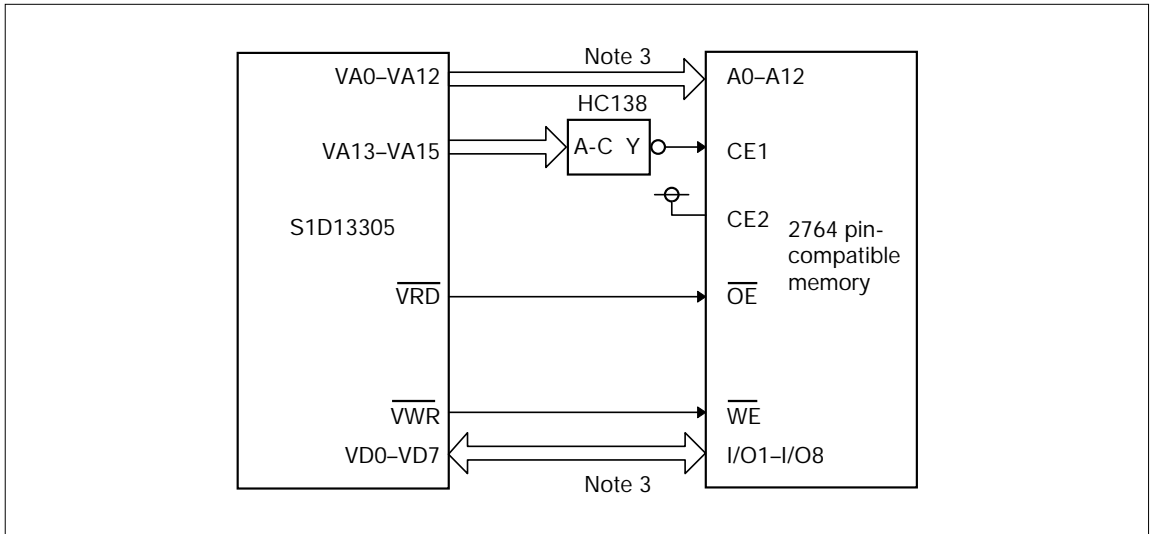 Note 3
VA0–VA12
A0–A12
HC138
VA13–VA15
A-C Y
CE1
CE2
S1D13305
2764 pin-
compatible
memory
VRD
OE
VWR
WE
VD0–VD7
I/O1–I/O8
Note 3